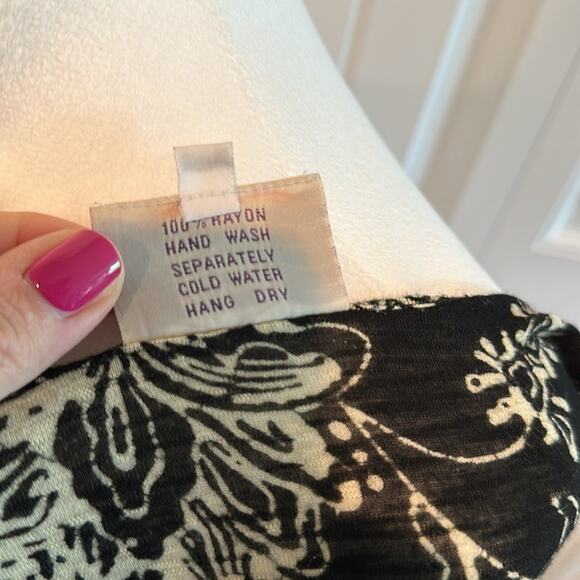 100% RAYON
HAND WASH
SEPARATELY
COLD WATER
HANG DRY